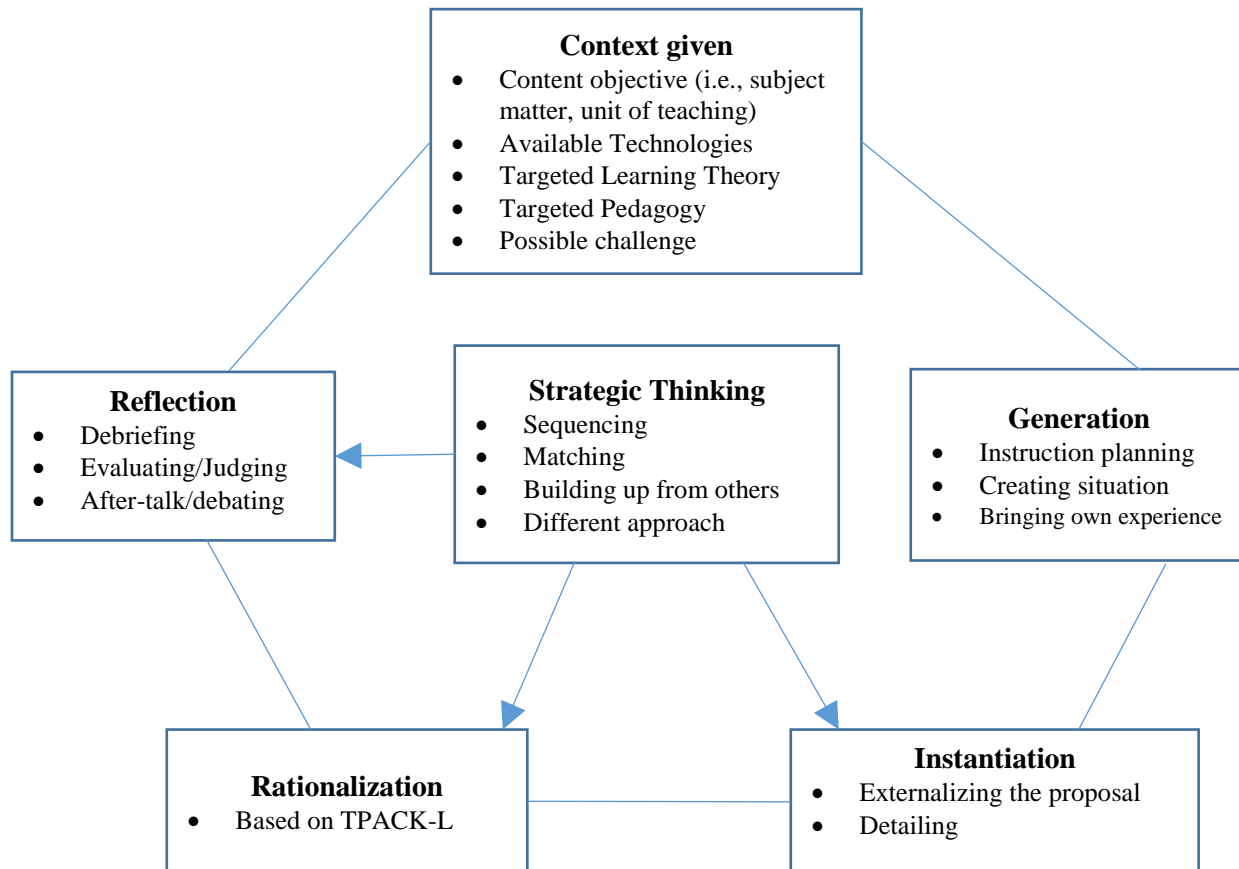 Context given
• Content objective (i.e., subject
matter, unit of teaching)
• Available Technologies
• Targeted Learning Theory
• Targeted Pedagogy
• Possible challenge
Reflection
• Debriefing
• Evaluating/Judging
• After-talk/debating
Strategic Thinking
• Sequencing
• Matching
• Building up from others
• Different approach
Generation
• Instruction planning
• Creating situation
• Bringing own experience
Rationalization
• Based on TPACK-L
Instantiation
• Externalizing the proposal
• Detailing